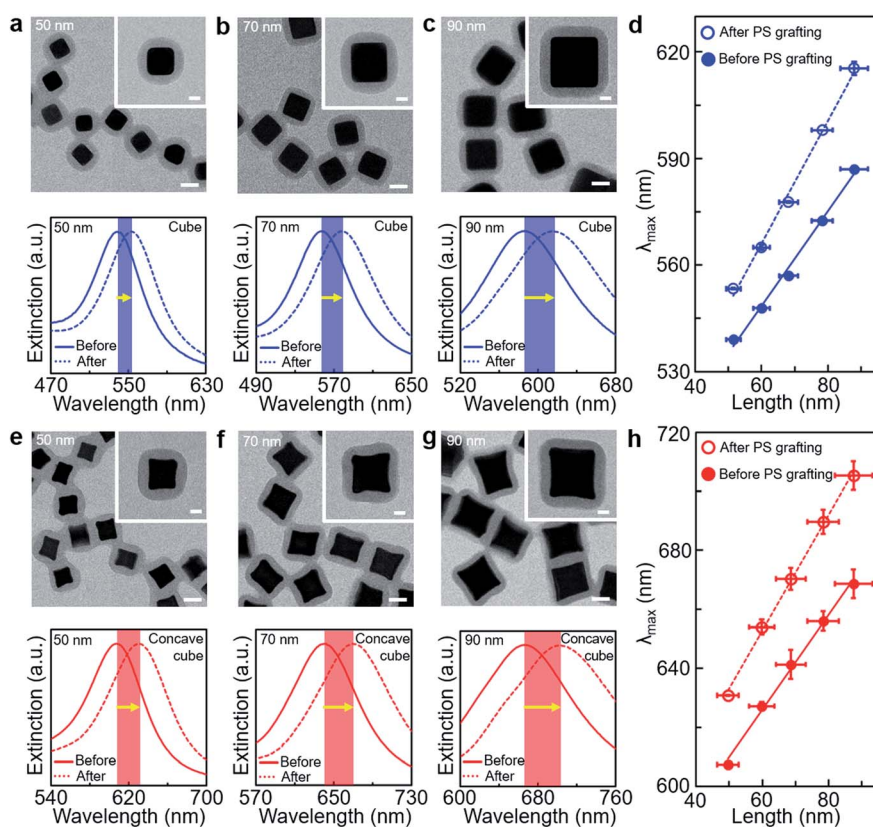 a
50 nm
b
70 nm
c
90 nm
d
After PS grafting
Before PS grafting
620
590
560
530
λmax (nm)
40 60 80
Length (nm)
50 nm
Cube
Extinction (a.u.)
Before
After
470 550 630
Wavelength (nm)
70 nm
Cube
Extinction (a.u.)
Before
After
490 570 650
Wavelength (nm)
90 nm
Cube
Extinction (a.u.)
Before
After
520 600 680
Wavelength (nm)
e
50 nm
f
70 nm
g
90 nm
h
After PS grafting
Before PS grafting
720
680
640
600
λmax (nm)
40 60 80
Length (nm)
50 nm
Concave
cube
Extinction (a.u.)
Before
After
540 620 700
Wavelength (nm)
70 nm
Concave
cube
Extinction (a.u.)
Before
After
570 650 730
Wavelength (nm)
90 nm
Concave
cube
Extinction (a.u.)
Before
After
600 680 760
Wavelength (nm)